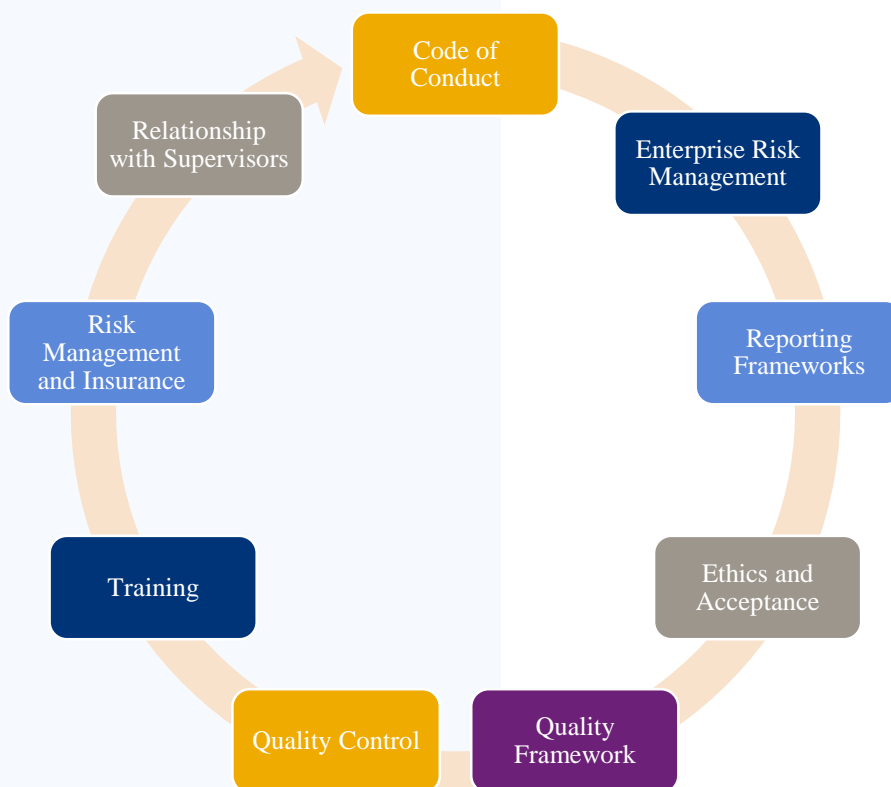 Code of
Conduct
Enterprise Risk
Management
Reporting
Frameworks
Ethics and
Acceptance
Quality
Framework
Quality Control
Training
Risk
Management
and Insurance
Relationship
with Supervisors